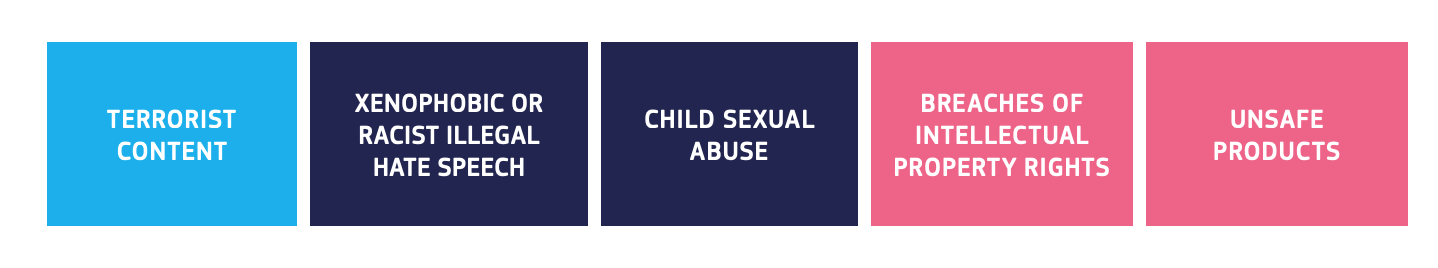 TERRORIST
CONTENT
XENOPHOBIC OR
RACIST ILLEGAL
HATE SPEECH
CHILD SEXUAL
ABUSE
BREACHES OF
INTELLECTUAL
PROPERTY RIGHTS
UNSAFE
PRODUCTS